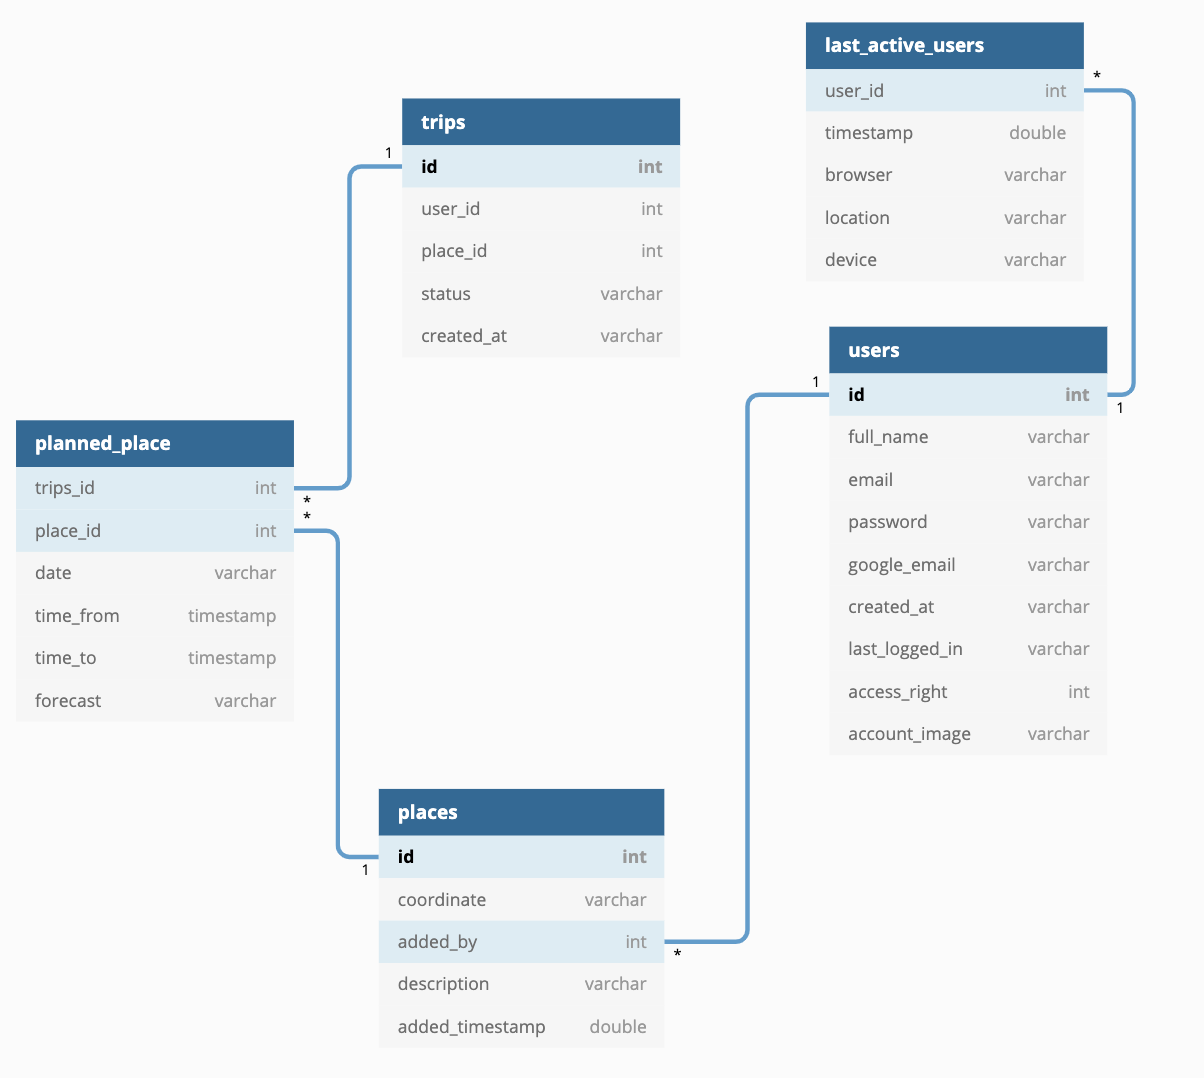 last_active_users
*
user_id int
timestamp double
browser varchar
location varchar
device varchar
trips
1
id int
user_id int
place_id int
status varchar
created_at varchar
users
1
id int
1
full_name varchar
email varchar
password varchar
google_email varchar
created_at varchar
last_logged_in varchar
access_right int
account_image varchar
planned_place
trips_id int
*
*
place_id int
date varchar
time_from timestamp
time_to timestamp
forecast varchar
places
id int
1
coordinate varchar
added_by int
*
description varchar
added_timestamp double